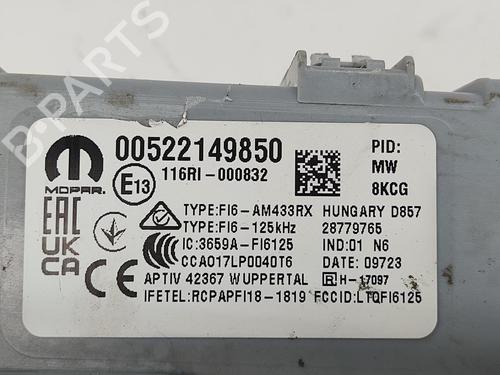 B-PARTS
00522149850
116RI-000832
PID:
MW
8KCG
MOPAR.
E13
EAC
UK
CA
TYPE:FI6-AM433RX HUNGARY D857
TYPE:FI6-125kHz 28779765
IC:3659A-FI6125 IND:01 N6
CCAO17LP0040T6 DATE: 09723
APTIV 42367 WUPPERTAL R H-17097
IFETEL:RCPAPFI18-1819 FCCID:LTQFI6125